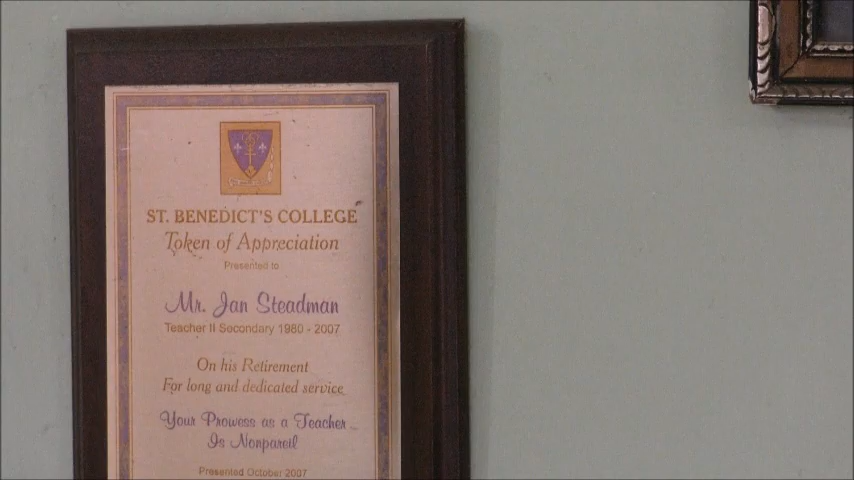 ST. BENEDICT'S COLLEGE
Token of Appreciation
Presented to
Mr. Jan Steadman
Teacher II Secondary 1980 - 2007
On his Retirement
For long and dedicated service
Your Prowess as a Teacher
Is Nonpareil
Presented October 2007